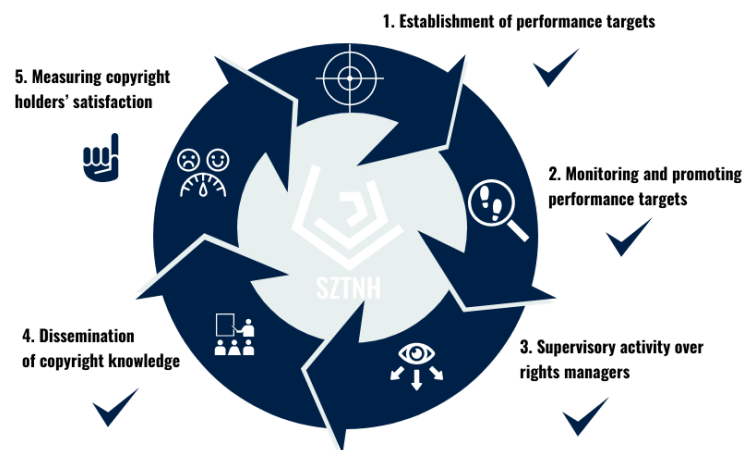 1. Establishment of performance targets
5. Measuring copyright
holders’ satisfaction
2. Monitoring and promoting
performance targets
SZTNH
4. Dissemination
of copyright knowledge
3. Supervisory activity over
rights managers